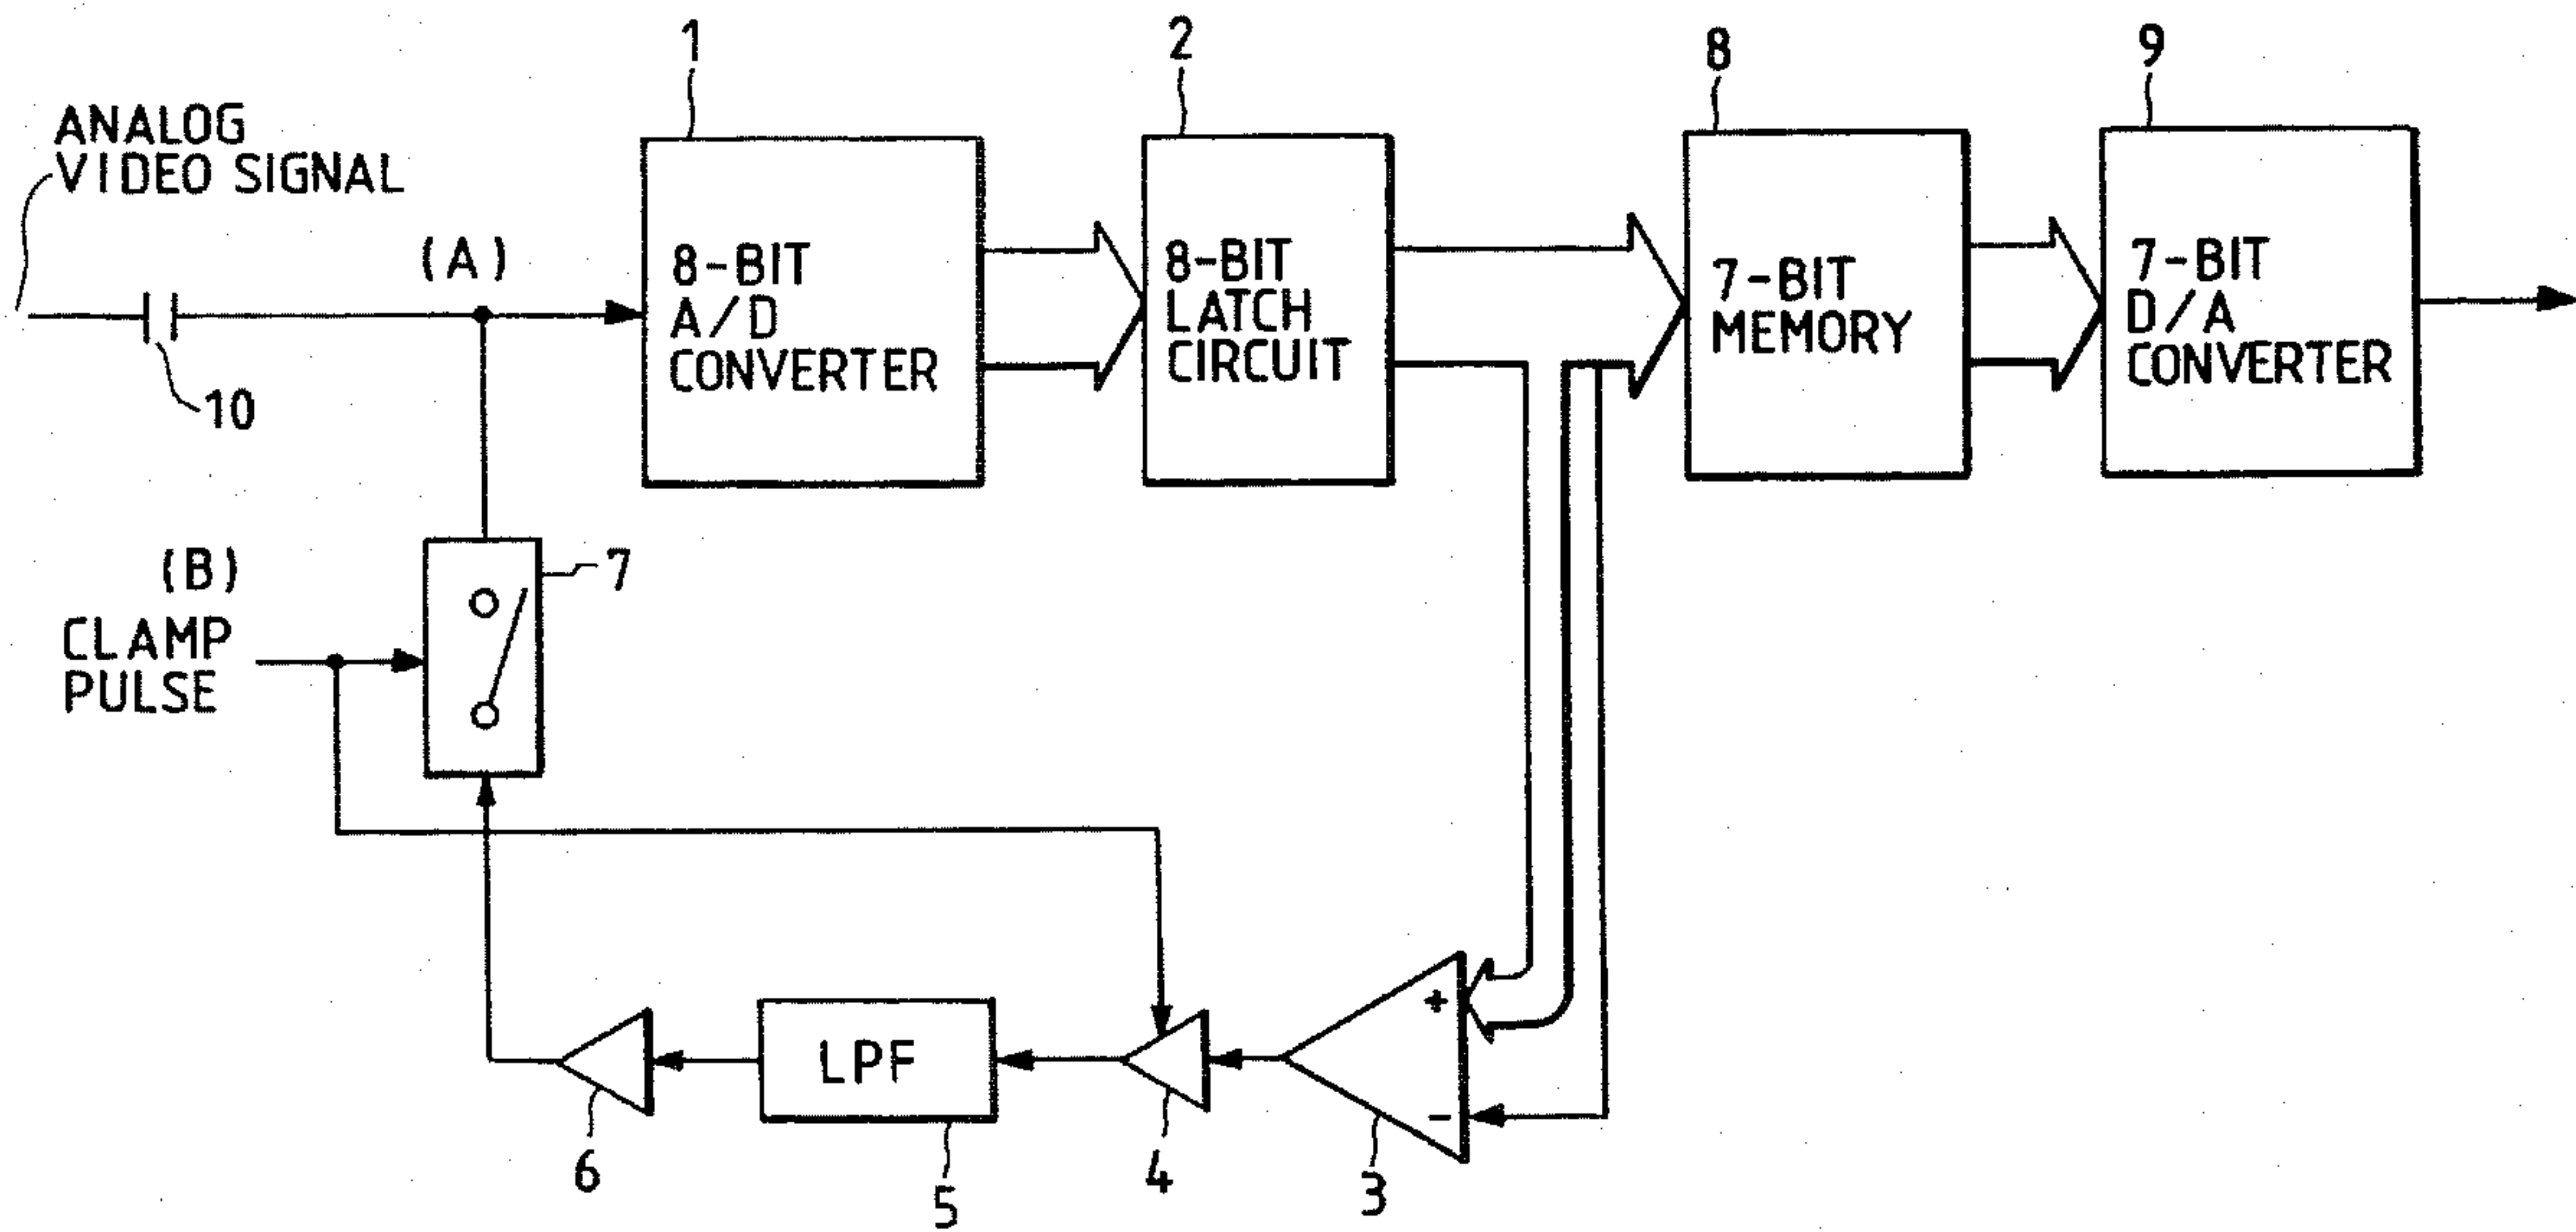 1
2
8
9
ANALOG
VIDEO SIGNAL
(A)
8-BIT
A/D
CONVERTER
8-BIT
LATCH
CIRCUIT
7-BIT
MEMORY
7-BIT
D/A
CONVERTER
10
(B)
CLAMP
PULSE
7
+
-
LPF
6
5
4
3